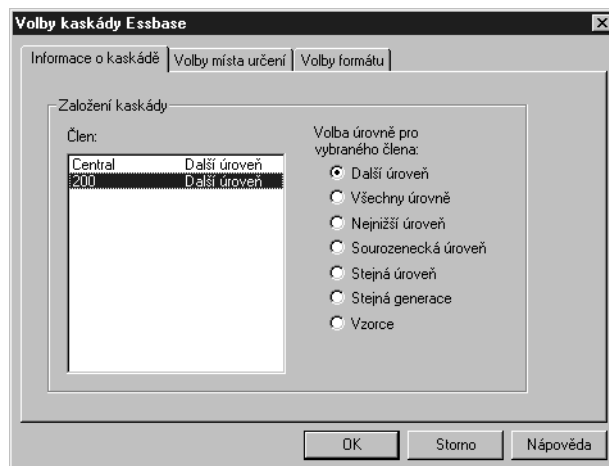 Volby kaskády Essbase
Informace o kaskádě Volby místa určení Volby formátu
Založení kaskády
Člen:
Central Další úroveň
200 Další úroveň
Volba úrovně pro
vybraného člena:
Další úroveň
Všechny úrovně
Nejnižší úroveň
Sourozenecká úroveň
Stejná úroveň
Stejná generace
Vzorce
OK Storno Nápověda